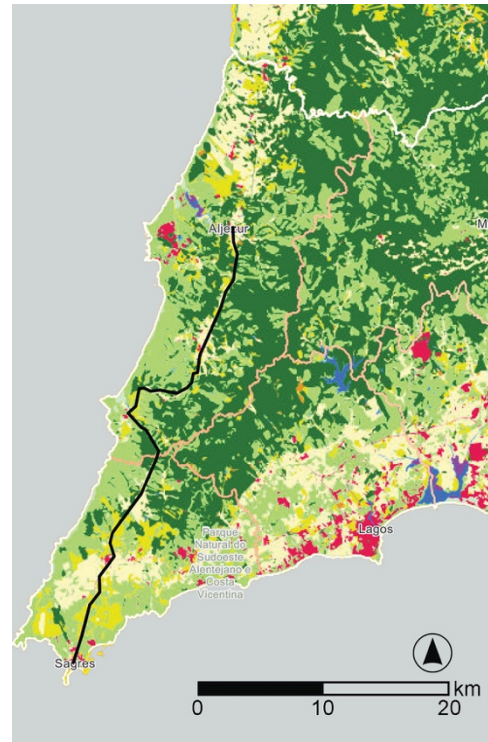 Aljezur
M
Lagos
Parque
Natural do
Sudoeste
Alentejano e
Costa
Vicentina
Sagres
km
0 10 20